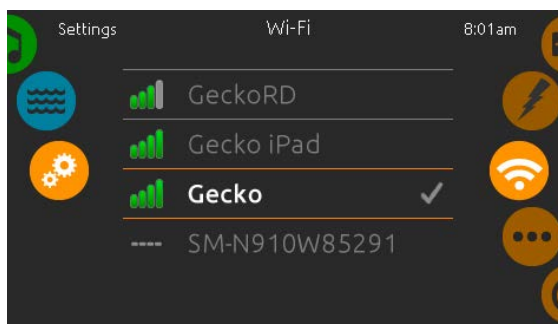 Settings Wi-Fi 8:01am
GeckoRD
Gecko iPad
Gecko
SM-N910W85291